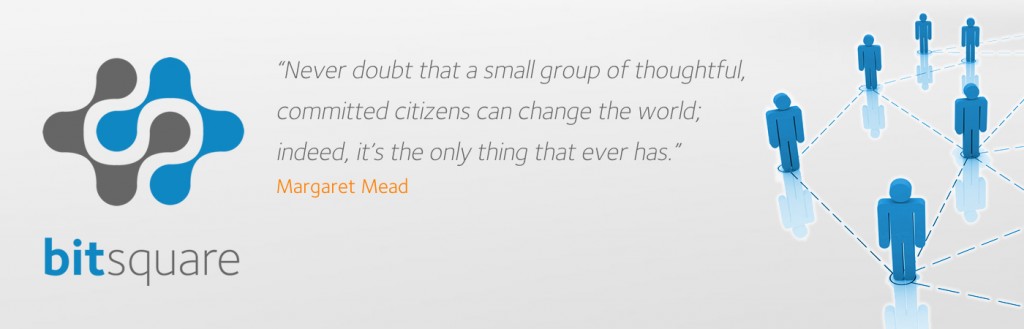 “Never doubt that a small group of thoughtful,
committed citizens can change the world;
indeed, it’s the only thing that ever has.”
Margaret Mead
bitsquare